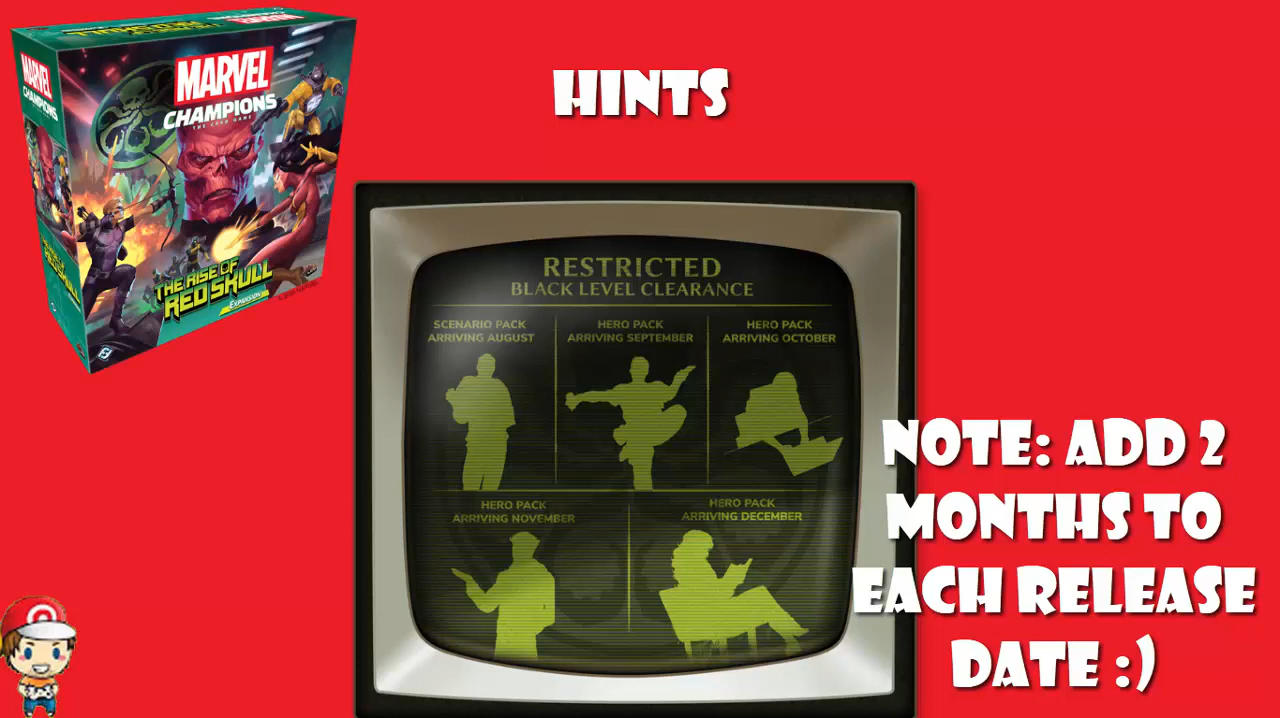 HINTS
MARVEL
CHAMPIONS
THE CARD GAME
THE RISE OF
RED SKULL
EXPANSION
MARVEL
CHAMPIONS
RESTRICTED
BLACK LEVEL CLEARANCE
SCENARIO PACK
ARRIVING AUGUST
HERO PACK
ARRIVING SEPTEMBER
HERO PACK
ARRIVING OCTOBER
HERO PACK
ARRIVING NOVEMBER
HERO PACK
ARRIVING DECEMBER
NOTE: ADD 2
MONTHS TO
EACH RELEASE
DATE :)